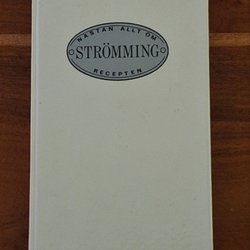 NÄSTAN ALLT OM
STRÖMMING
RECEPTEN